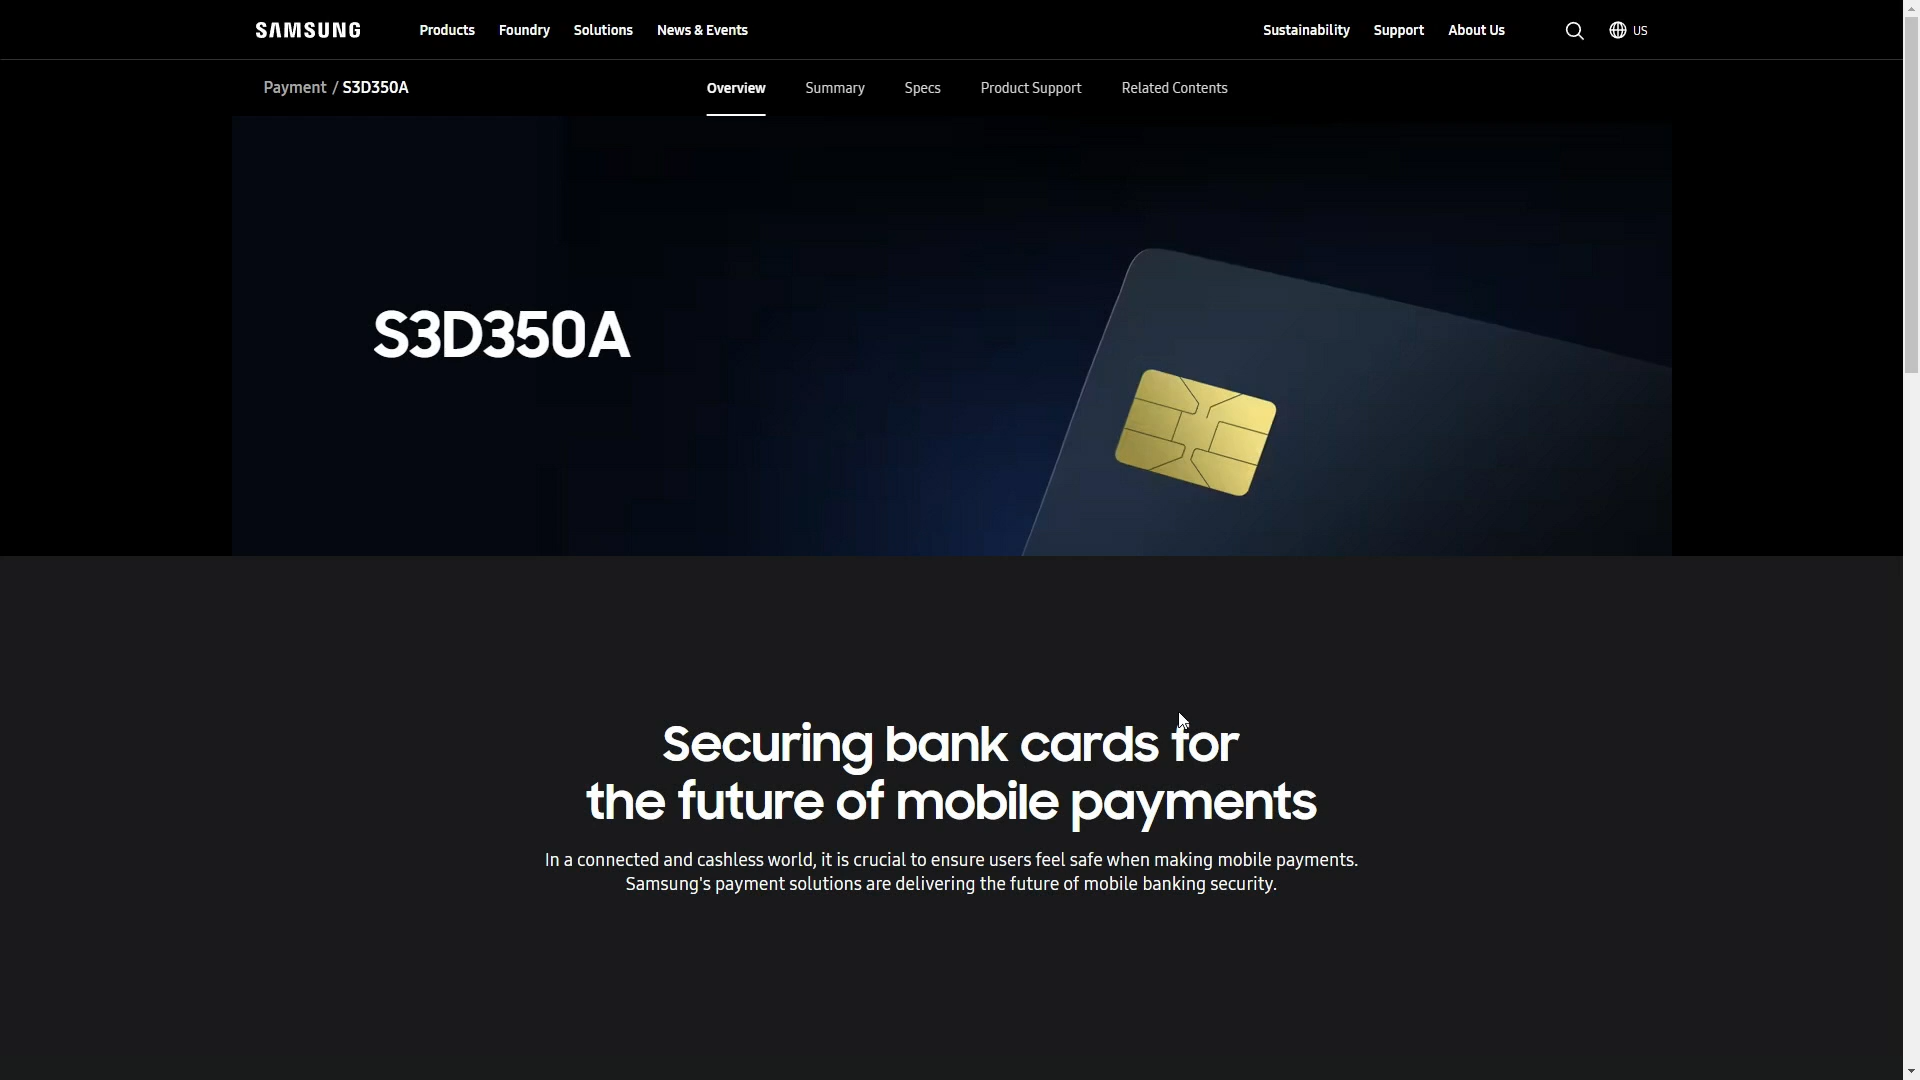 SAMSUNG Products Foundry Solutions News & Events Sustainability Support About Us US
Payment / S3D350A Overview Summary Specs Product Support Related Contents
S3D350A
Securing bank cards for
the future of mobile payments
In a connected and cashless world, it is crucial to ensure users feel safe when making mobile payments.
Samsung's payment solutions are delivering the future of mobile banking security.